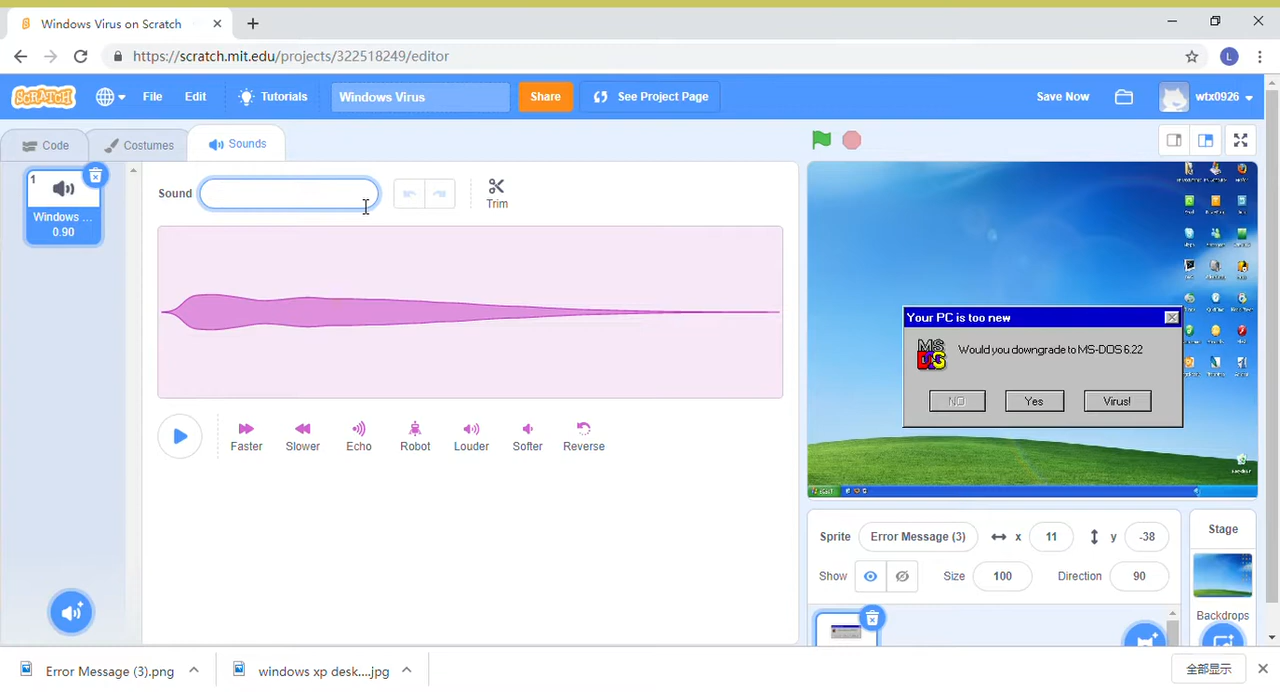 Windows Virus on Scratch
https://scratch.mit.edu/projects/322518249/editor
L
SCRATCH
File
Edit
Tutorials
Windows Virus
Share
See Project Page
Save Now
wtx0926
Code
Costumes
Sounds
1
Windows ...
0.90
Sound
Trim
Faster
Slower
Echo
Robot
Louder
Softer
Reverse
Your PC is too new
MS
Would you downgrade to MS-DOS 6.22
NO
Yes
Virus!
Sprite
Error Message (3)
x
11
y
-38
Show
Size
100
Direction
90
Stage
Backdrops
Error Message (3).png
windows xp desk....jpg
全部显示